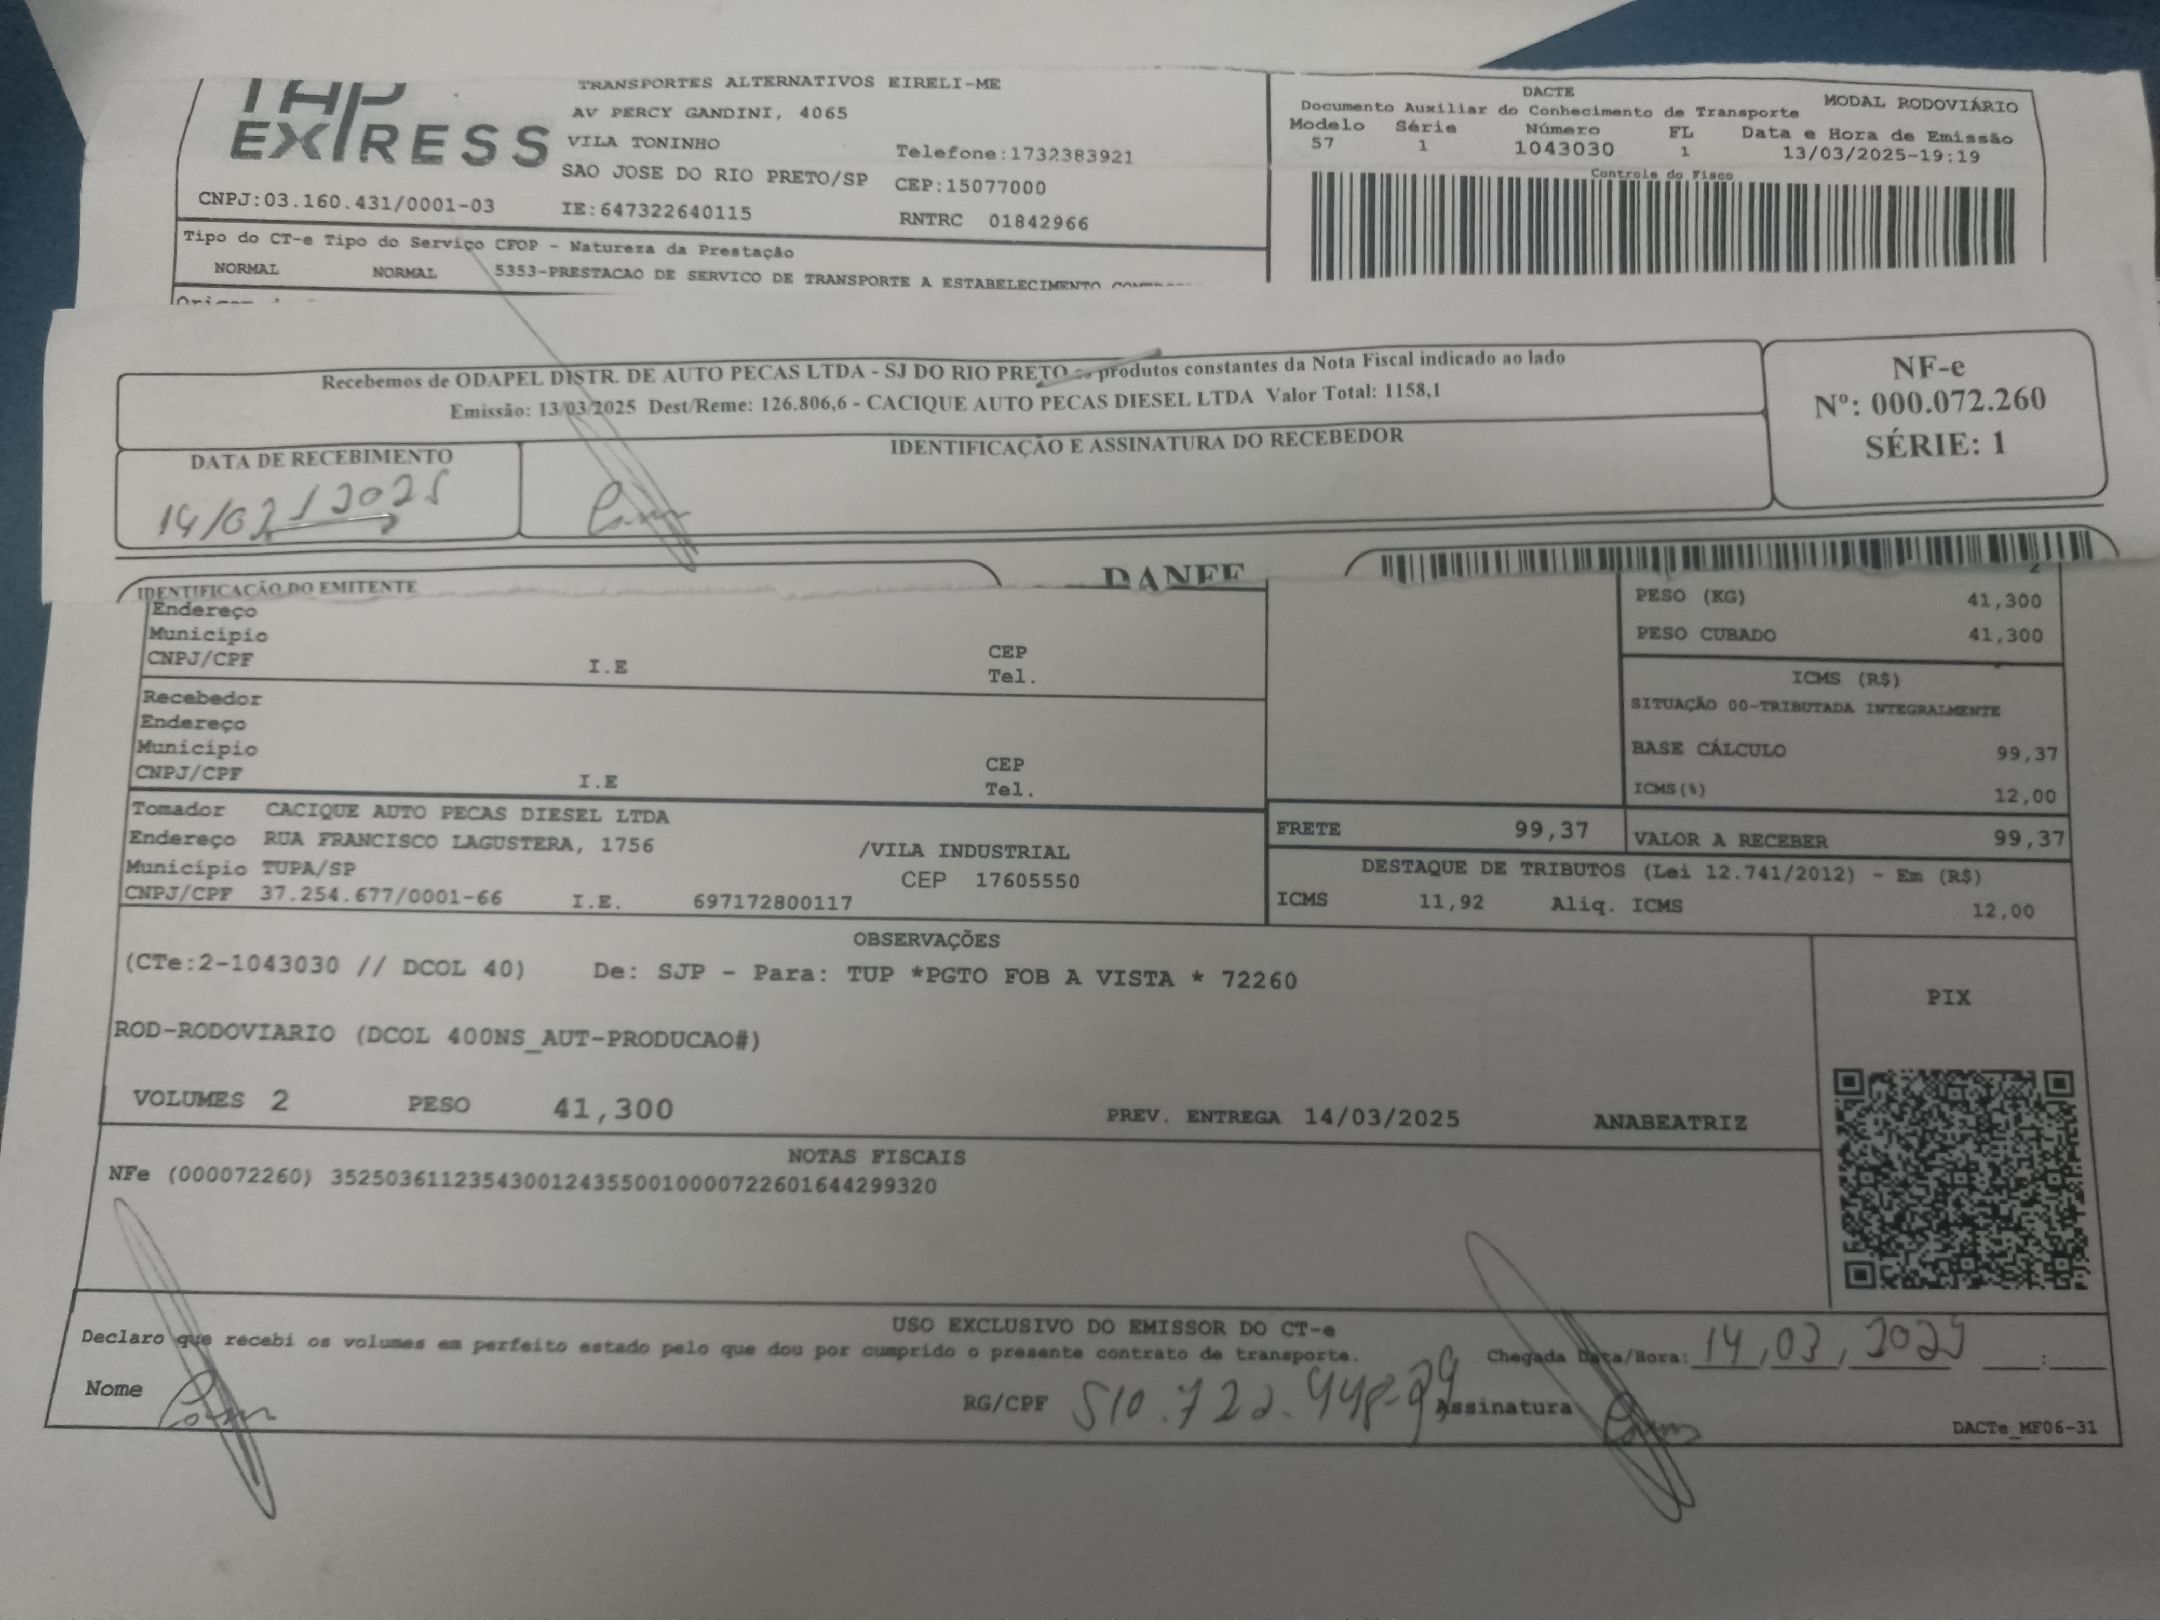 EXPRESS
TRANSPORTES ALTERNATIVOS EIRELI-ME
AV PERCY GANDINI, 4065
VILA TONINHO
Telefone:1732383921
SAO JOSE DO RIO PRETO/SP CEP:15077000
CNPJ:03.160.431/0001-03 IE:647322640115 RNTRC 01842966
DACTE
Documento Auxiliar do Conhecimento de Transporte MODAL RODOVIÁRIO
Modelo Série Número FL Data e Hora de Emissão
57 1 1043030 1 13/03/2025-19:19
Controle do Fisco
Tipo do CT-e Tipo do Serviço CFOP - Natureza da Prestação
NORMAL NORMAL 5353-PRESTACAO DE SERVICO DE TRANSPORTE A ESTABELECIMENTO
Recebemos de ODAPEL DISTR. DE AUTO PECAS LTDA - SJ DO RIO PRETO os produtos constantes da Nota Fiscal indicado ao lado
Emissão: 13/03/2025 Dest/Reme: 126.806,6 - CACIQUE AUTO PECAS DIESEL LTDA Valor Total: 1158,1
NF-e
Nº: 000.072.260
SÉRIE: 1
DATA DE RECEBIMENTO
IDENTIFICAÇÃO E ASSINATURA DO RECEBEDOR
IDENTIFICAÇÃO DO EMITENTE
DANFE
Endereço
Município CEP
CNPJ/CPF I.E Tel.
Recebedor
Endereço
Município CEP
CNPJ/CPF I.E Tel.
PESO (KG) 41,300
PESO CUBADO 41,300
ICMS (R$)
SITUAÇÃO 00-TRIBUTADA INTEGRALMENTE
BASE CÁLCULO 99,37
ICMS(%) 12,00
Tomador CACIQUE AUTO PECAS DIESEL LTDA
Endereço RUA FRANCISCO LAGUSTERA, 1756 /VILA INDUSTRIAL
Município TUPA/SP CEP 17605550
CNPJ/CPF 37.254.677/0001-66 I.E. 697172800117
FRETE 99,37 VALOR A RECEBER 99,37
DESTAQUE DE TRIBUTOS (Lei 12.741/2012) - Em (R$)
ICMS 11,92 Aliq. ICMS 12,00
OBSERVAÇÕES
(CTe:2-1043030 // DCOL 40) De: SJP - Para: TUP *PGTO FOB A VISTA * 72260
ROD-RODOVIARIO (DCOL 400NS_AUT-PRODUCAO#)
PIX
VOLUMES 2 PESO 41,300 PREV. ENTREGA 14/03/2025 ANABEATRIZ
NOTAS FISCAIS
NFe (000072260) 35250361123543001243550010000722601644299320
USO EXCLUSIVO DO EMISSOR DO CT-e
Declaro que recebi os volumes em perfeito estado pelo que dou por cumprido o presente contrato de transporte.
Chegada Data/Hora: 14,03,2025 :
Nome RG/CPF 510.722.448-29 Assinatura
DACTe_MF06-31